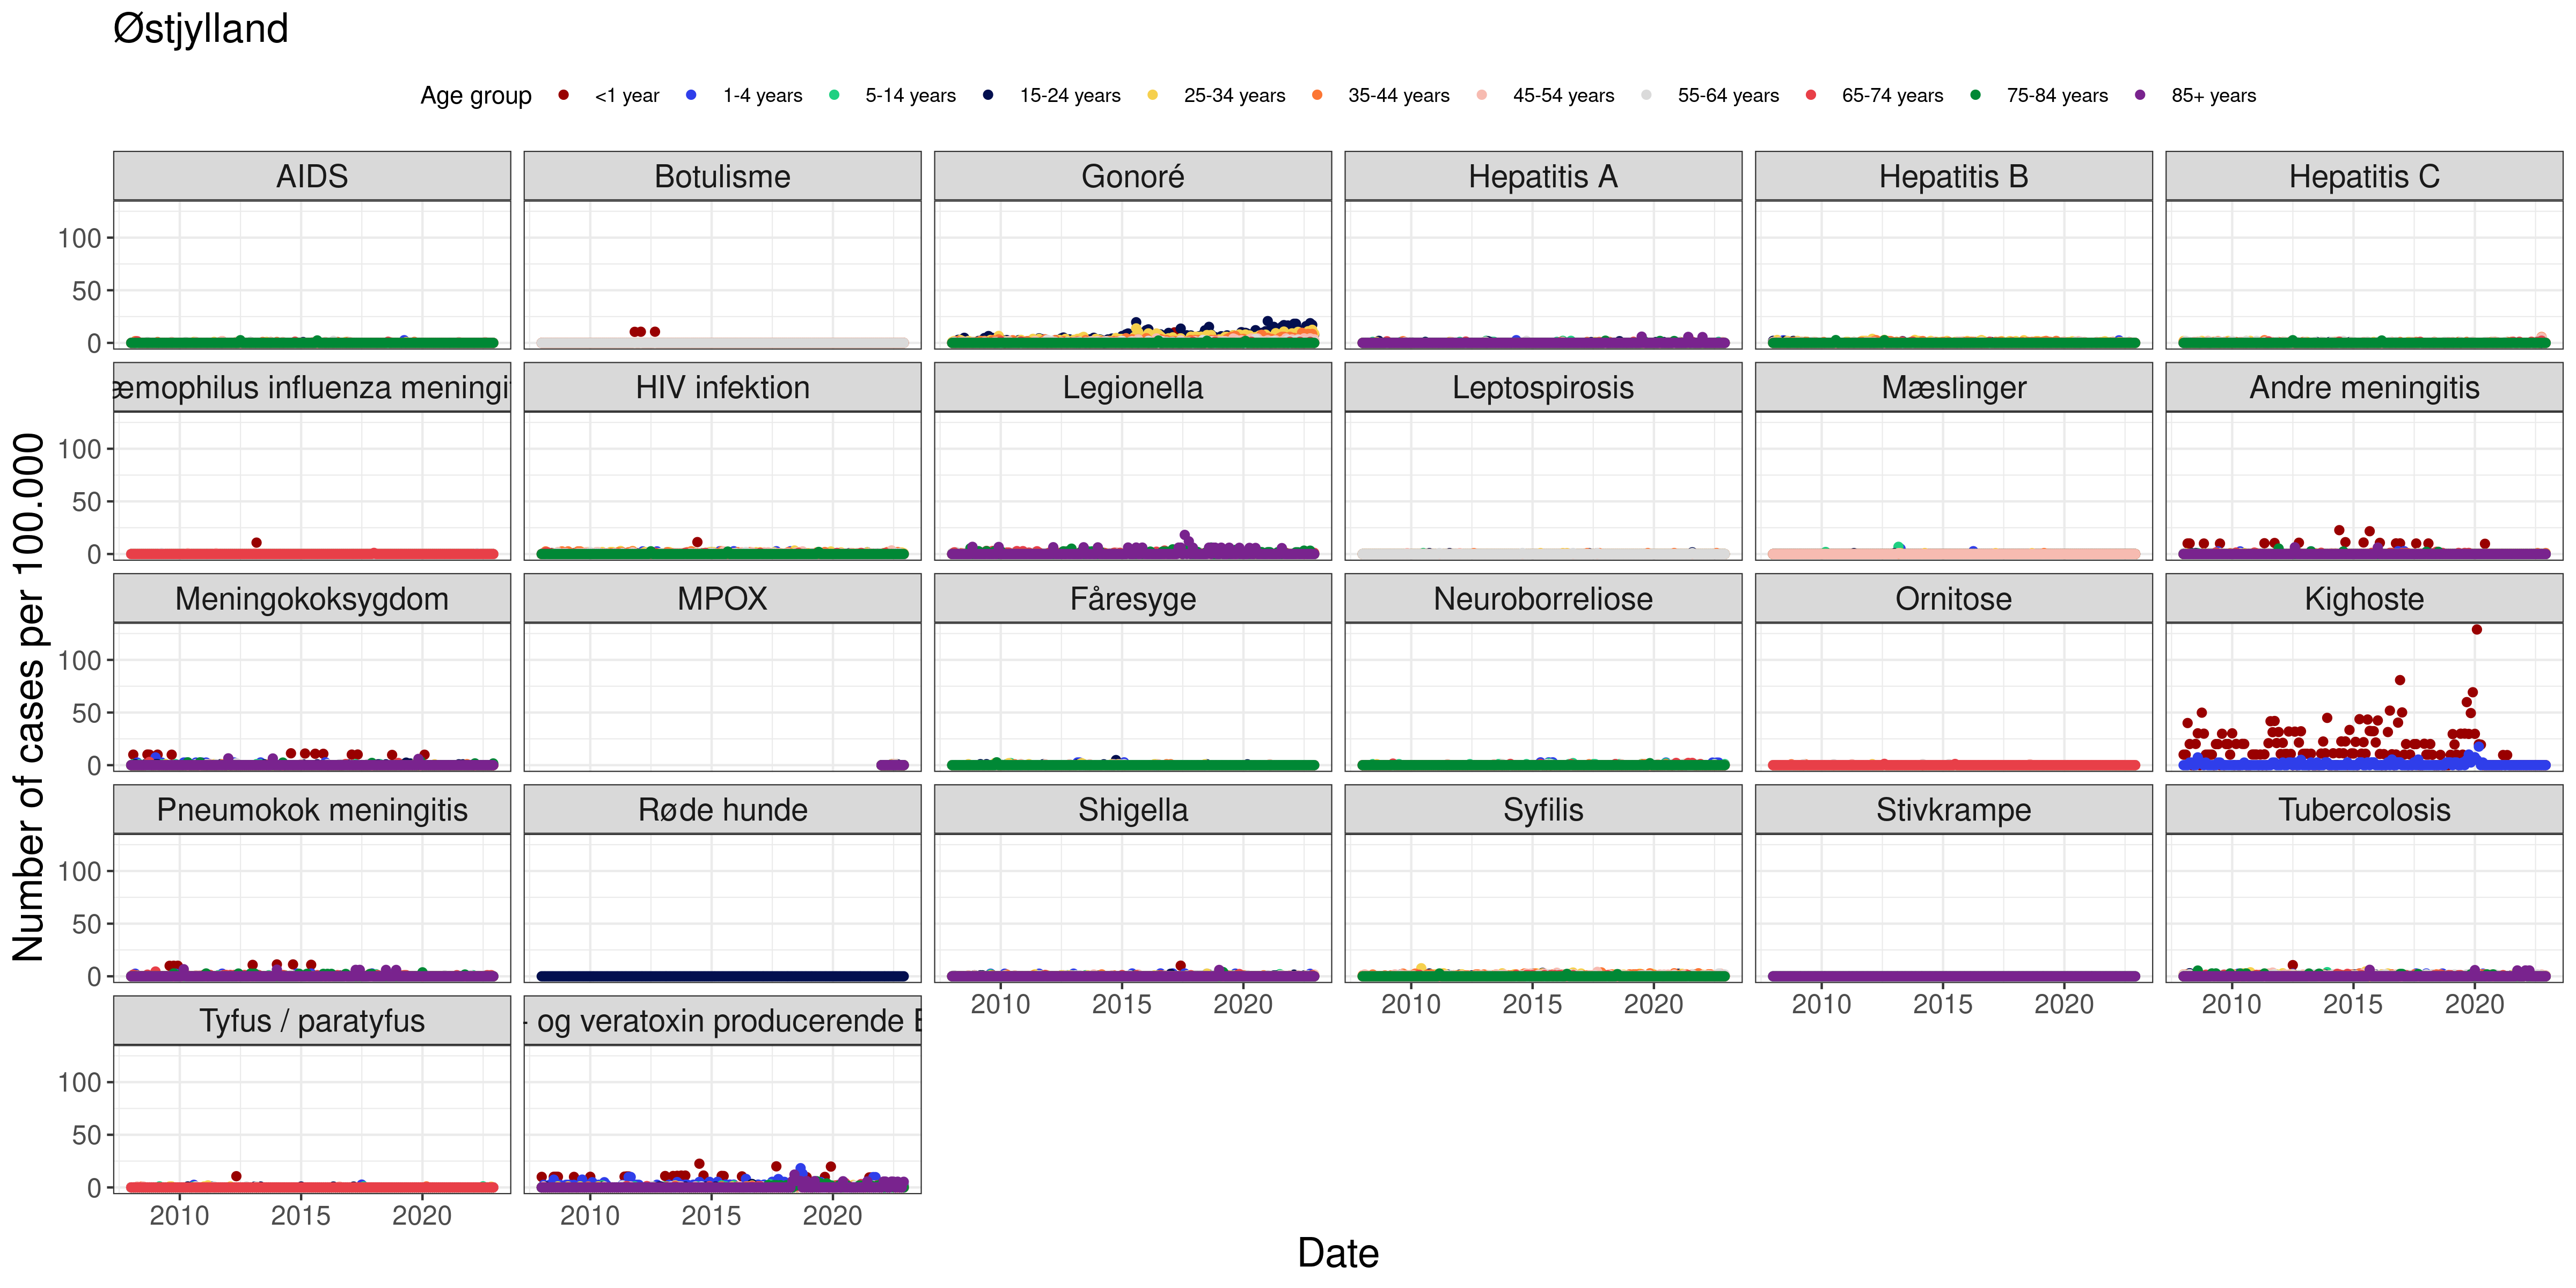 Østjylland
Age group <1 year 1-4 years 5-14 years 15-24 years 25-34 years 35-44 years 45-54 years 55-64 years 65-74 years 75-84 years 85+ years
AIDS Botulisme Gonoré Hepatitis A Hepatitis B Hepatitis C
100
50
0
æmophilus influenza meningit HIV infektion Legionella Leptospirosis Mæslinger Andre meningitis
100
50
0
Meningokoksygdom MPOX Fåresyge Neuroborreliose Ornitose Kighoste
100
50
0
Pneumokok meningitis Røde hunde Shigella Syfilis Stivkrampe Tubercolosis
100
50
0
2010 2015 2020 2010 2015 2020 2010 2015 2020 2010 2015 2020
Tyfus / paratyfus - og veratoxin producerende E
100
50
0
2010 2015 2020 2010 2015 2020
Number of cases per 100.000
Date